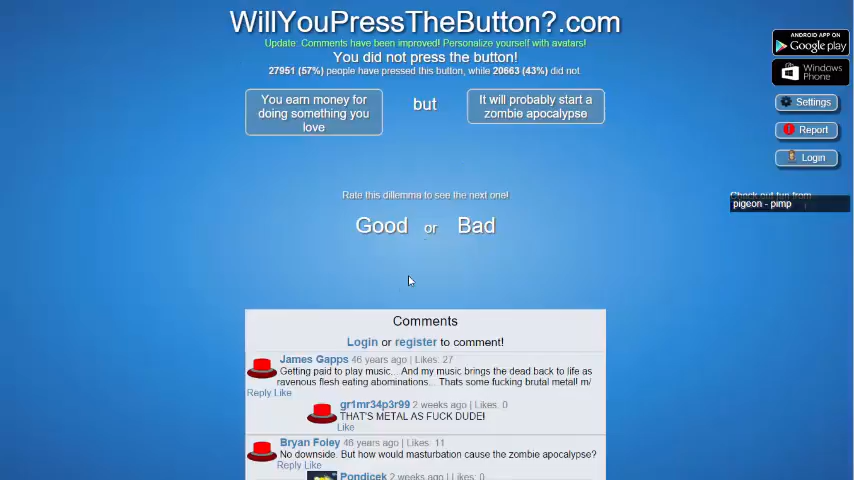 WillYouPressTheButton?.com
Update: Comments have been improved! Personalize yourself with avatars!
You did not press the button!
27951 (57%) people have pressed this button, while 20663 (43%) did not
You earn money for
doing something you
love
but
It will probably start a
zombie apocalypse
ANDROID APP ON
Google play
Windows
Phone
Settings
Report
Login
Rate this dillemma to see the next one!
Good or Bad
Check out fun from
pigeon - pimp
Comments
Login or register to comment!
James Gapps 46 years ago | Likes: 27
Getting paid to play music... And my music brings the dead back to life as
ravenous flesh eating abominations... Thats some fucking brutal metal! m/
Reply Like
gr1mr34p3r99 2 weeks ago | Likes: 0
THAT'S METAL AS FUCK DUDE!
Like
Bryan Foley 46 years ago | Likes: 11
No downside. But how would masturbation cause the zombie apocalypse?
Reply Like
Pondicek 2 weeks ago | Likes: 0